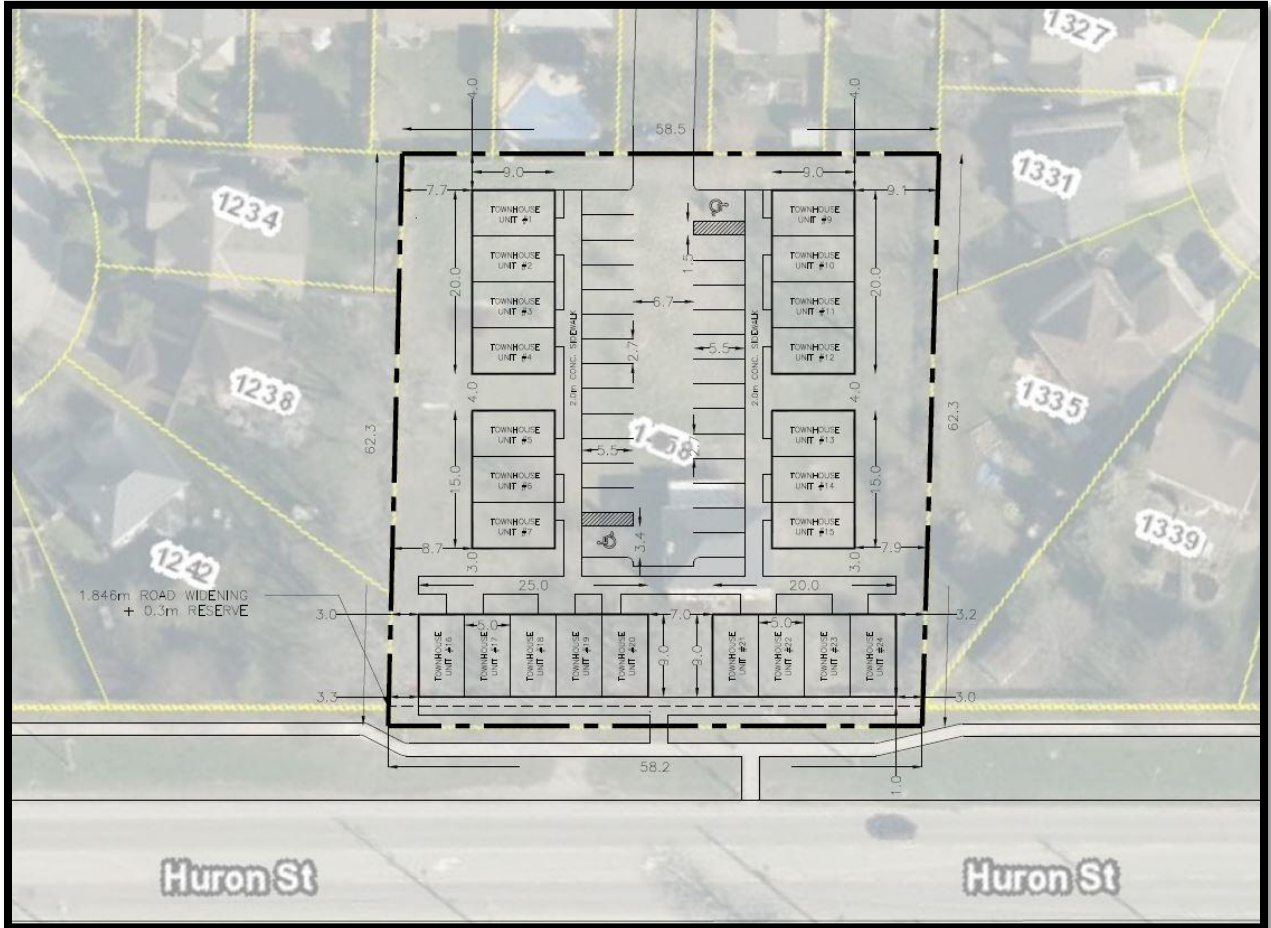 1327
4.0
4.0
58.5
9.0
9.0
7.7
9.1
1331
1234
TOWNHOUSE
UNIT #1
TOWNHOUSE
UNIT #9
TOWNHOUSE
UNIT #2
TOWNHOUSE
UNIT #10
1.5
20.0
20.0
6.7
TOWNHOUSE
UNIT #3
TOWNHOUSE
UNIT #11
TOWNHOUSE
UNIT #4
TOWNHOUSE
UNIT #12
2.0m CONC. SIDEWALK
2.7
5.5
2.0m CONC. SIDEWALK
1238
4.0
4.0
1335
62.3
62.3
TOWNHOUSE
UNIT #5
TOWNHOUSE
UNIT #13
5.5
15.0
15.0
TOWNHOUSE
UNIT #6
TOWNHOUSE
UNIT #14
TOWNHOUSE
UNIT #7
TOWNHOUSE
UNIT #15
1339
8.7
3.4
7.9
3.0
3.0
1242
1.846m ROAD WIDENING
+ 0.3m RESERVE
25.0
20.0
3.0
7.0
3.2
5.0
5.0
TOWNHOUSE
UNIT #16
TOWNHOUSE
UNIT #17
TOWNHOUSE
UNIT #18
TOWNHOUSE
UNIT #19
TOWNHOUSE
UNIT #20
9.0
9.0
TOWNHOUSE
UNIT #21
TOWNHOUSE
UNIT #22
TOWNHOUSE
UNIT #23
TOWNHOUSE
UNIT #24
3.3
3.0
58.2
1.0
Huron St
Huron St